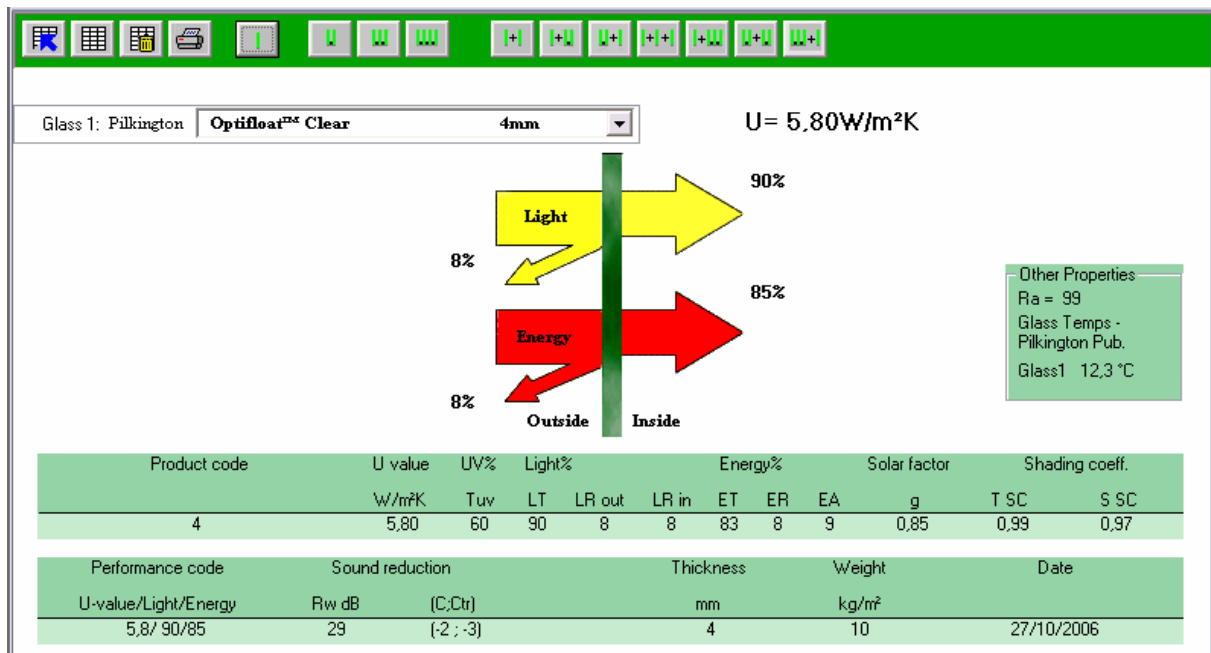 Glass 1: Pilkington Optifloat™ Clear 4mm
U= 5,80W/m²K
90%
Light
8%
85%
Energy
8%
Outside Inside
Other Properties
Ra = 99
Glass Temps -
Pilkington Pub.
Glass1 12,3 °C
Product code U value UV% Light% Energy% Solar factor Shading coeff.
W/m²K Tuv LT LR out LR in ET ER EA g T SC S SC
4 5,80 60 90 8 8 83 8 9 0,85 0,99 0,97
Performance code Sound reduction Thickness Weight Date
U-value/Light/Energy Rw dB (C;Ctr) mm kg/m²
5,8/ 90/85 29 (-2 ; -3) 4 10 27/10/2006